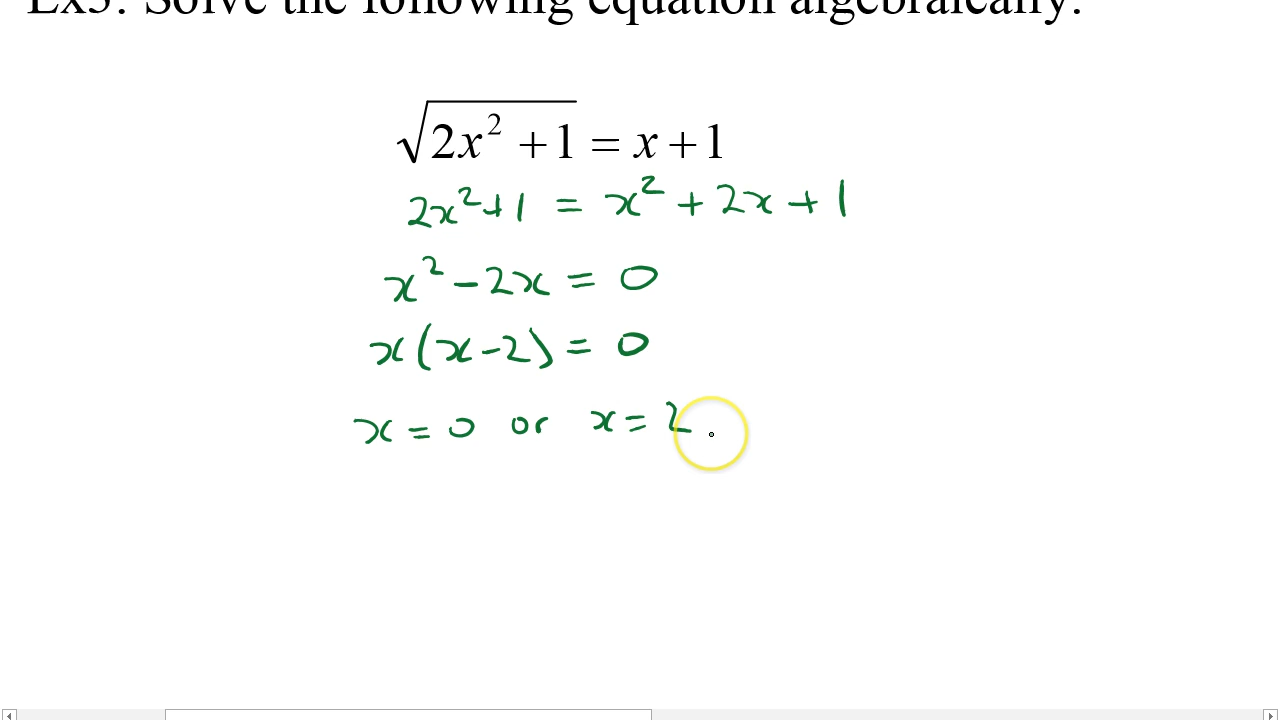 Ex3: Solve the following equation algebraically.
√(2x² + 1) = x + 1
2x² + 1 = x² + 2x + 1
x² - 2x = 0
x(x - 2) = 0
x = 0 or x = 2